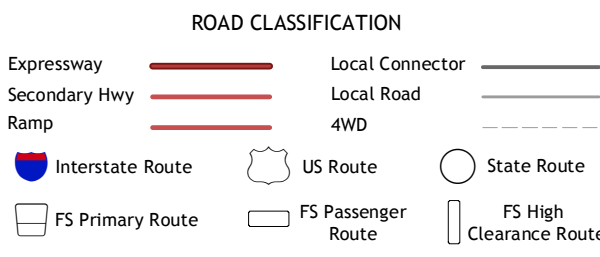 ROAD CLASSIFICATION
Expressway
Local Connector
Secondary Hwy
Local Road
Ramp
4WD
Interstate Route
US Route
State Route
FS Primary Route
FS Passenger
Route
FS High
Clearance Route